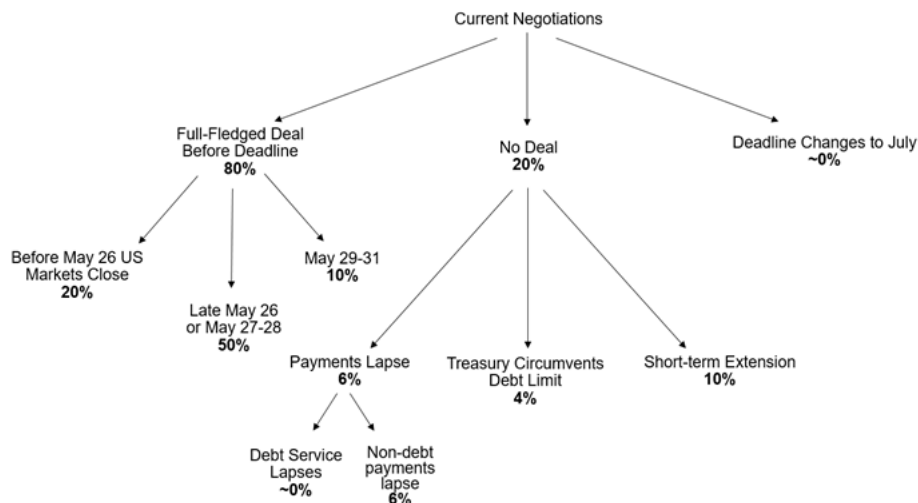 Current Negotiations
Full-Fledged Deal
Before Deadline
80%
No Deal
20%
Deadline Changes to July
~0%
Before May 26 US
Markets Close
20%
Late May 26
or May 27-28
50%
May 29-31
10%
Payments Lapse
6%
Treasury Circumvents
Debt Limit
4%
Short-term Extension
10%
Debt Service
Lapses
~0%
Non-debt
payments
lapse
6%